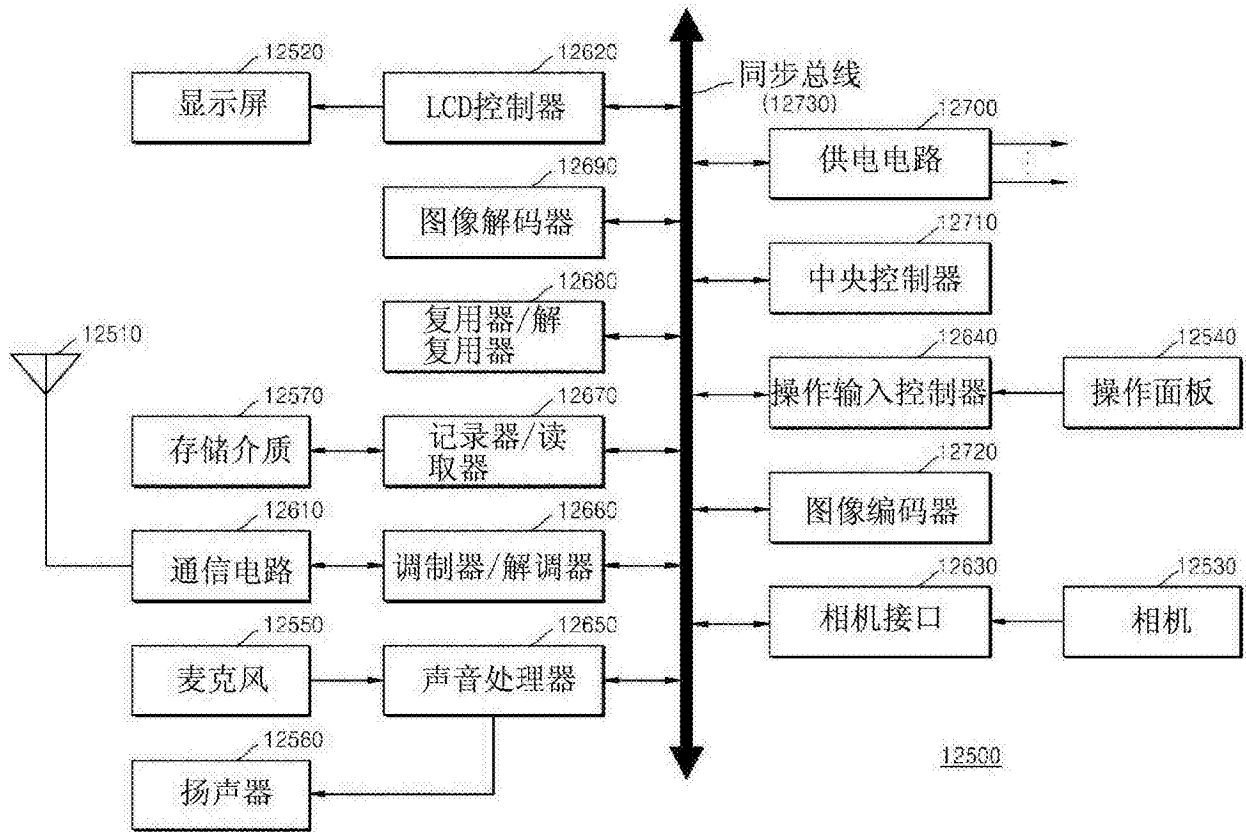 12520
显示屏
12620
LCD控制器
同步总线
(12730)
12700
供电电路
12690
图像解码器
12710
中央控制器
12680
复用器/解
复用器
12510
12640
操作输入控制器
12540
操作面板
12570
存储介质
12670
记录器/读
取器
12720
图像编码器
12610
通信电路
12660
调制器/解调器
12630
相机接口
12530
相机
12550
麦克风
12650
声音处理器
12560
扬声器
12500